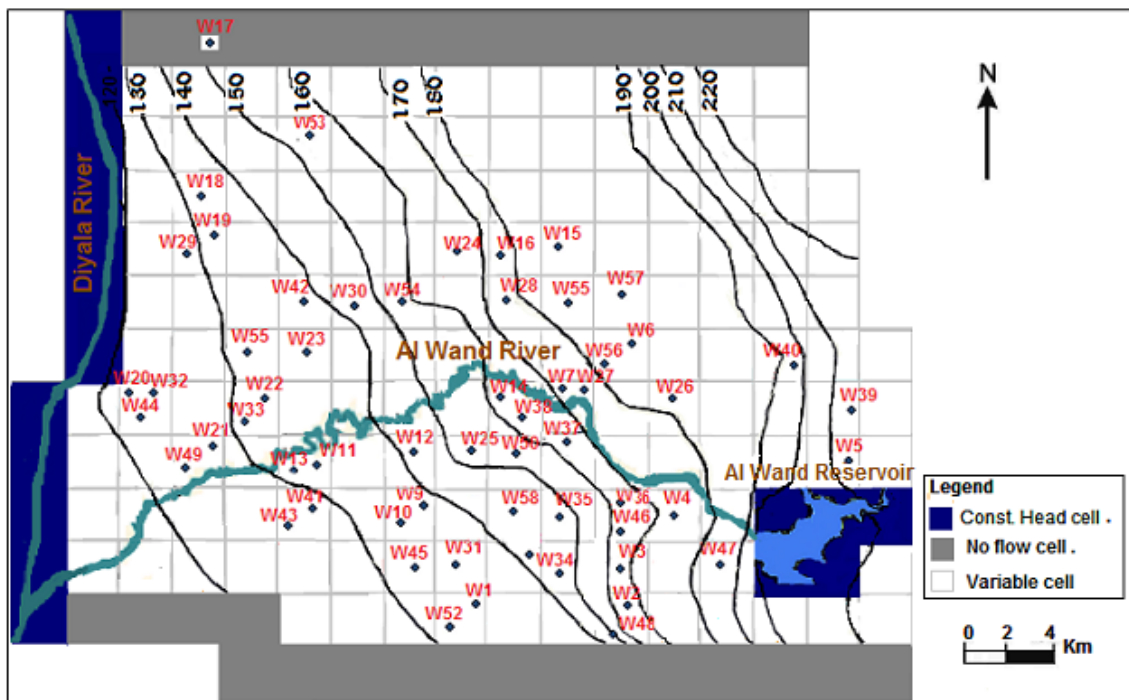 W17
N
120
130
140
150
160
170
180
190
200
210
220
W53
Diyala River
W18
W19
W29
W24
W16
W15
W42
W30
W54
W28
W55
W57
W55
W23
Al Wand River
W6
W56
W40
W20
W32
W22
W14
W7
W27
W26
W39
W44
W33
W38
W21
W12
W25
W50
W37
W49
W13
W11
W5
Al Wand Reservoir
W41
W9
W58
W35
W36
W4
W43
W10
W46
W45
W31
W34
W3
W47
W1
W2
W52
W48
Legend
Const. Head cell .
No flow cell .
Variable cell
0 2 4 Km